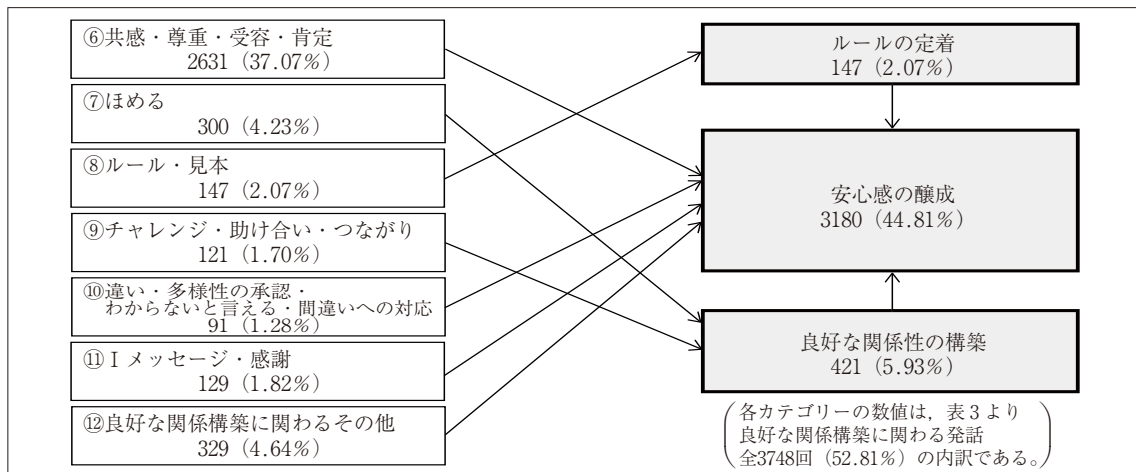 ⑥共感・尊重・受容・肯定
2631（37.07％）
⑦ほめる
300（4.23％）
⑧ルール・見本
147（2.07％）
⑨チャレンジ・助け合い・つながり
121（1.70％）
⑩違い・多様性の承認・
わからないと言える・間違いへの対応
91（1.28％）
⑪Ｉメッセージ・感謝
129（1.82％）
⑫良好な関係構築に関わるその他
329（4.64％）
ルールの定着
147（2.07％）
安心感の醸成
3180（44.81％）
良好な関係性の構築
421（5.93％）
各カテゴリーの数値は，表３より
良好な関係構築に関わる発話
全3748回（52.81％）の内訳である。